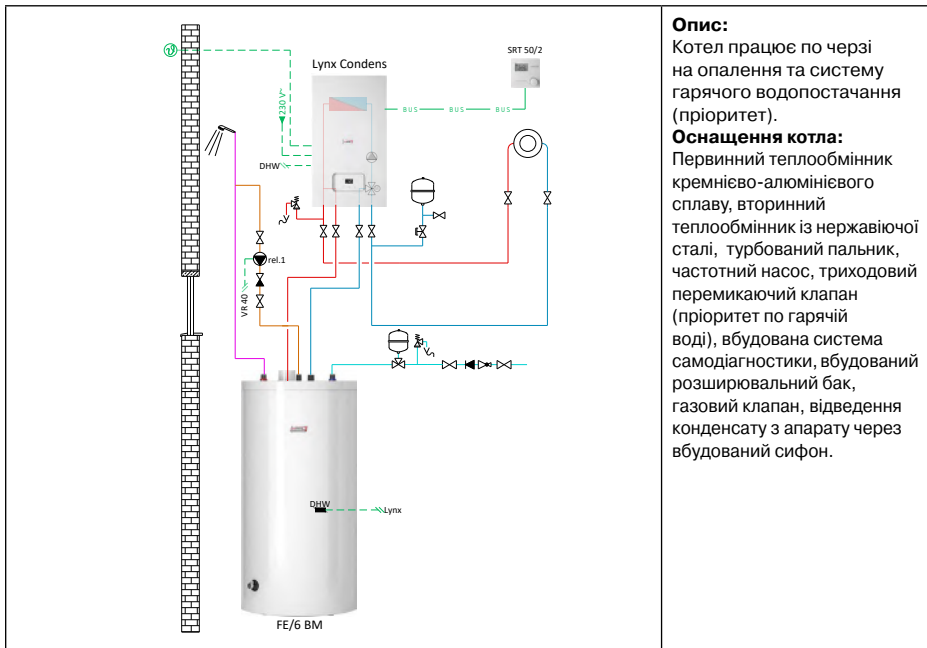 SRT 50/2
Lynx Condens
BUS BUS BUS
230 V~
DHW
rel.1
VR 40
DHW
Lynx
FE/6 BM
Опис:
Котел працює по черзі
на опалення та систему
гарячого водопостачання
(пріоритет).
Оснащення котла:
Первинний теплообмінник
кремнієво-алюмінієвого
сплаву, вторинний
теплообмінник із нержавіючої
сталі, турбований пальник,
частотний насос, триходовий
перемикаючий клапан
(пріоритет по гарячій
воді), вбудована система
самодіагностики, вбудований
розширювальний бак,
газовий клапан, відведення
конденсату з апарату через
вбудований сифон.